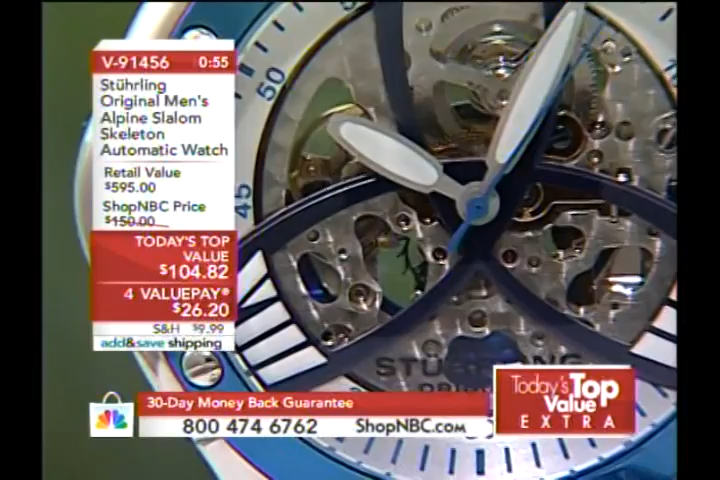 V-91456 0:55
Stührling
Original Men's
Alpine Slalom
Skeleton
Automatic Watch
Retail Value
$595.00
ShopNBC Price
$150.00
TODAY'S TOP
VALUE
$104.82
4 VALUEPAY®
$26.20
S&H $9.99
add&save shipping
50
45
STÜHRLING
ORIGINAL
Today's Top
Value
EXTRA
30-Day Money Back Guarantee
800 474 6762 ShopNBC.com